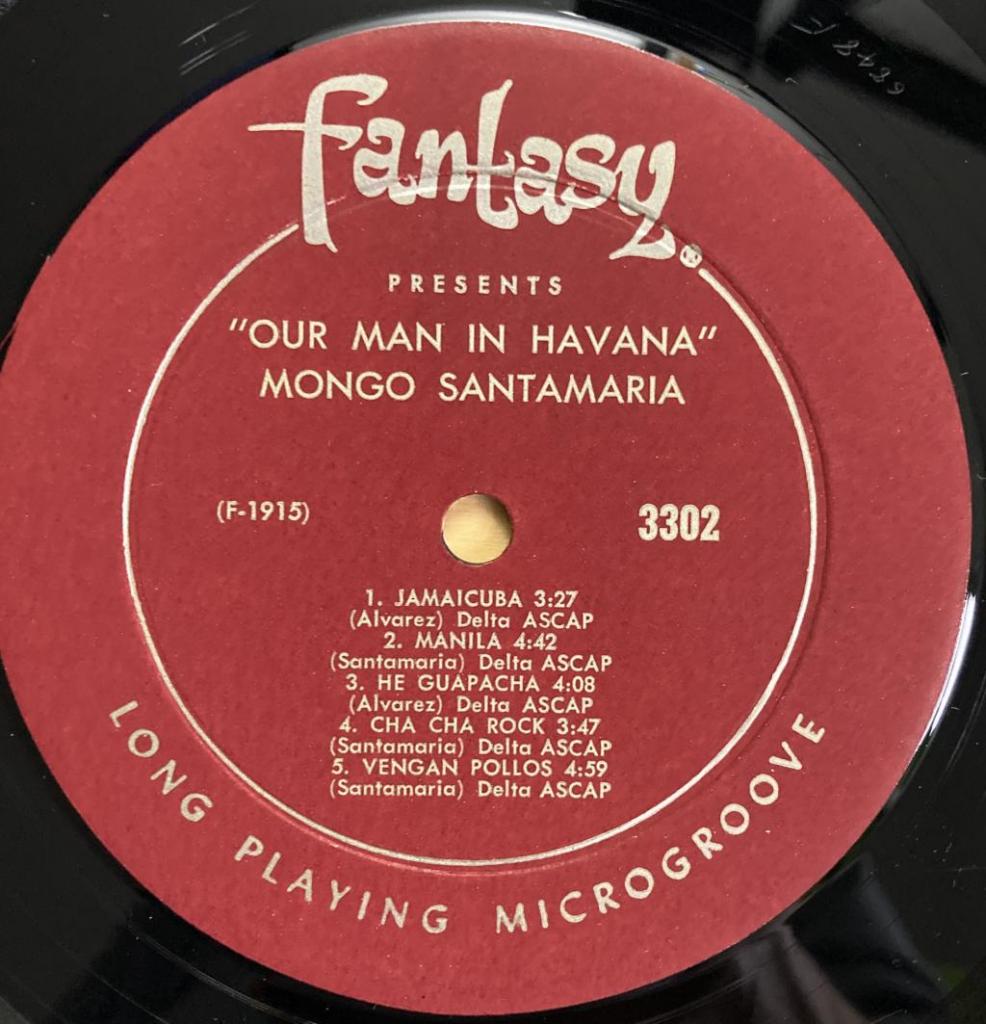 fantasy®
PRESENTS
"OUR MAN IN HAVANA"
MONGO SANTAMARIA
(F-1915)
3302
1. JAMAICUBA 3:27
(Alvarez) Delta ASCAP
2. MANILA 4:42
(Santamaria) Delta ASCAP
3. HE GUAPACHA 4:08
(Alvarez) Delta ASCAP
4. CHA CHA ROCK 3:47
(Santamaria) Delta ASCAP
5. VENGAN POLLOS 4:59
(Santamaria) Delta ASCAP
LONG PLAYING MICROGROOVE